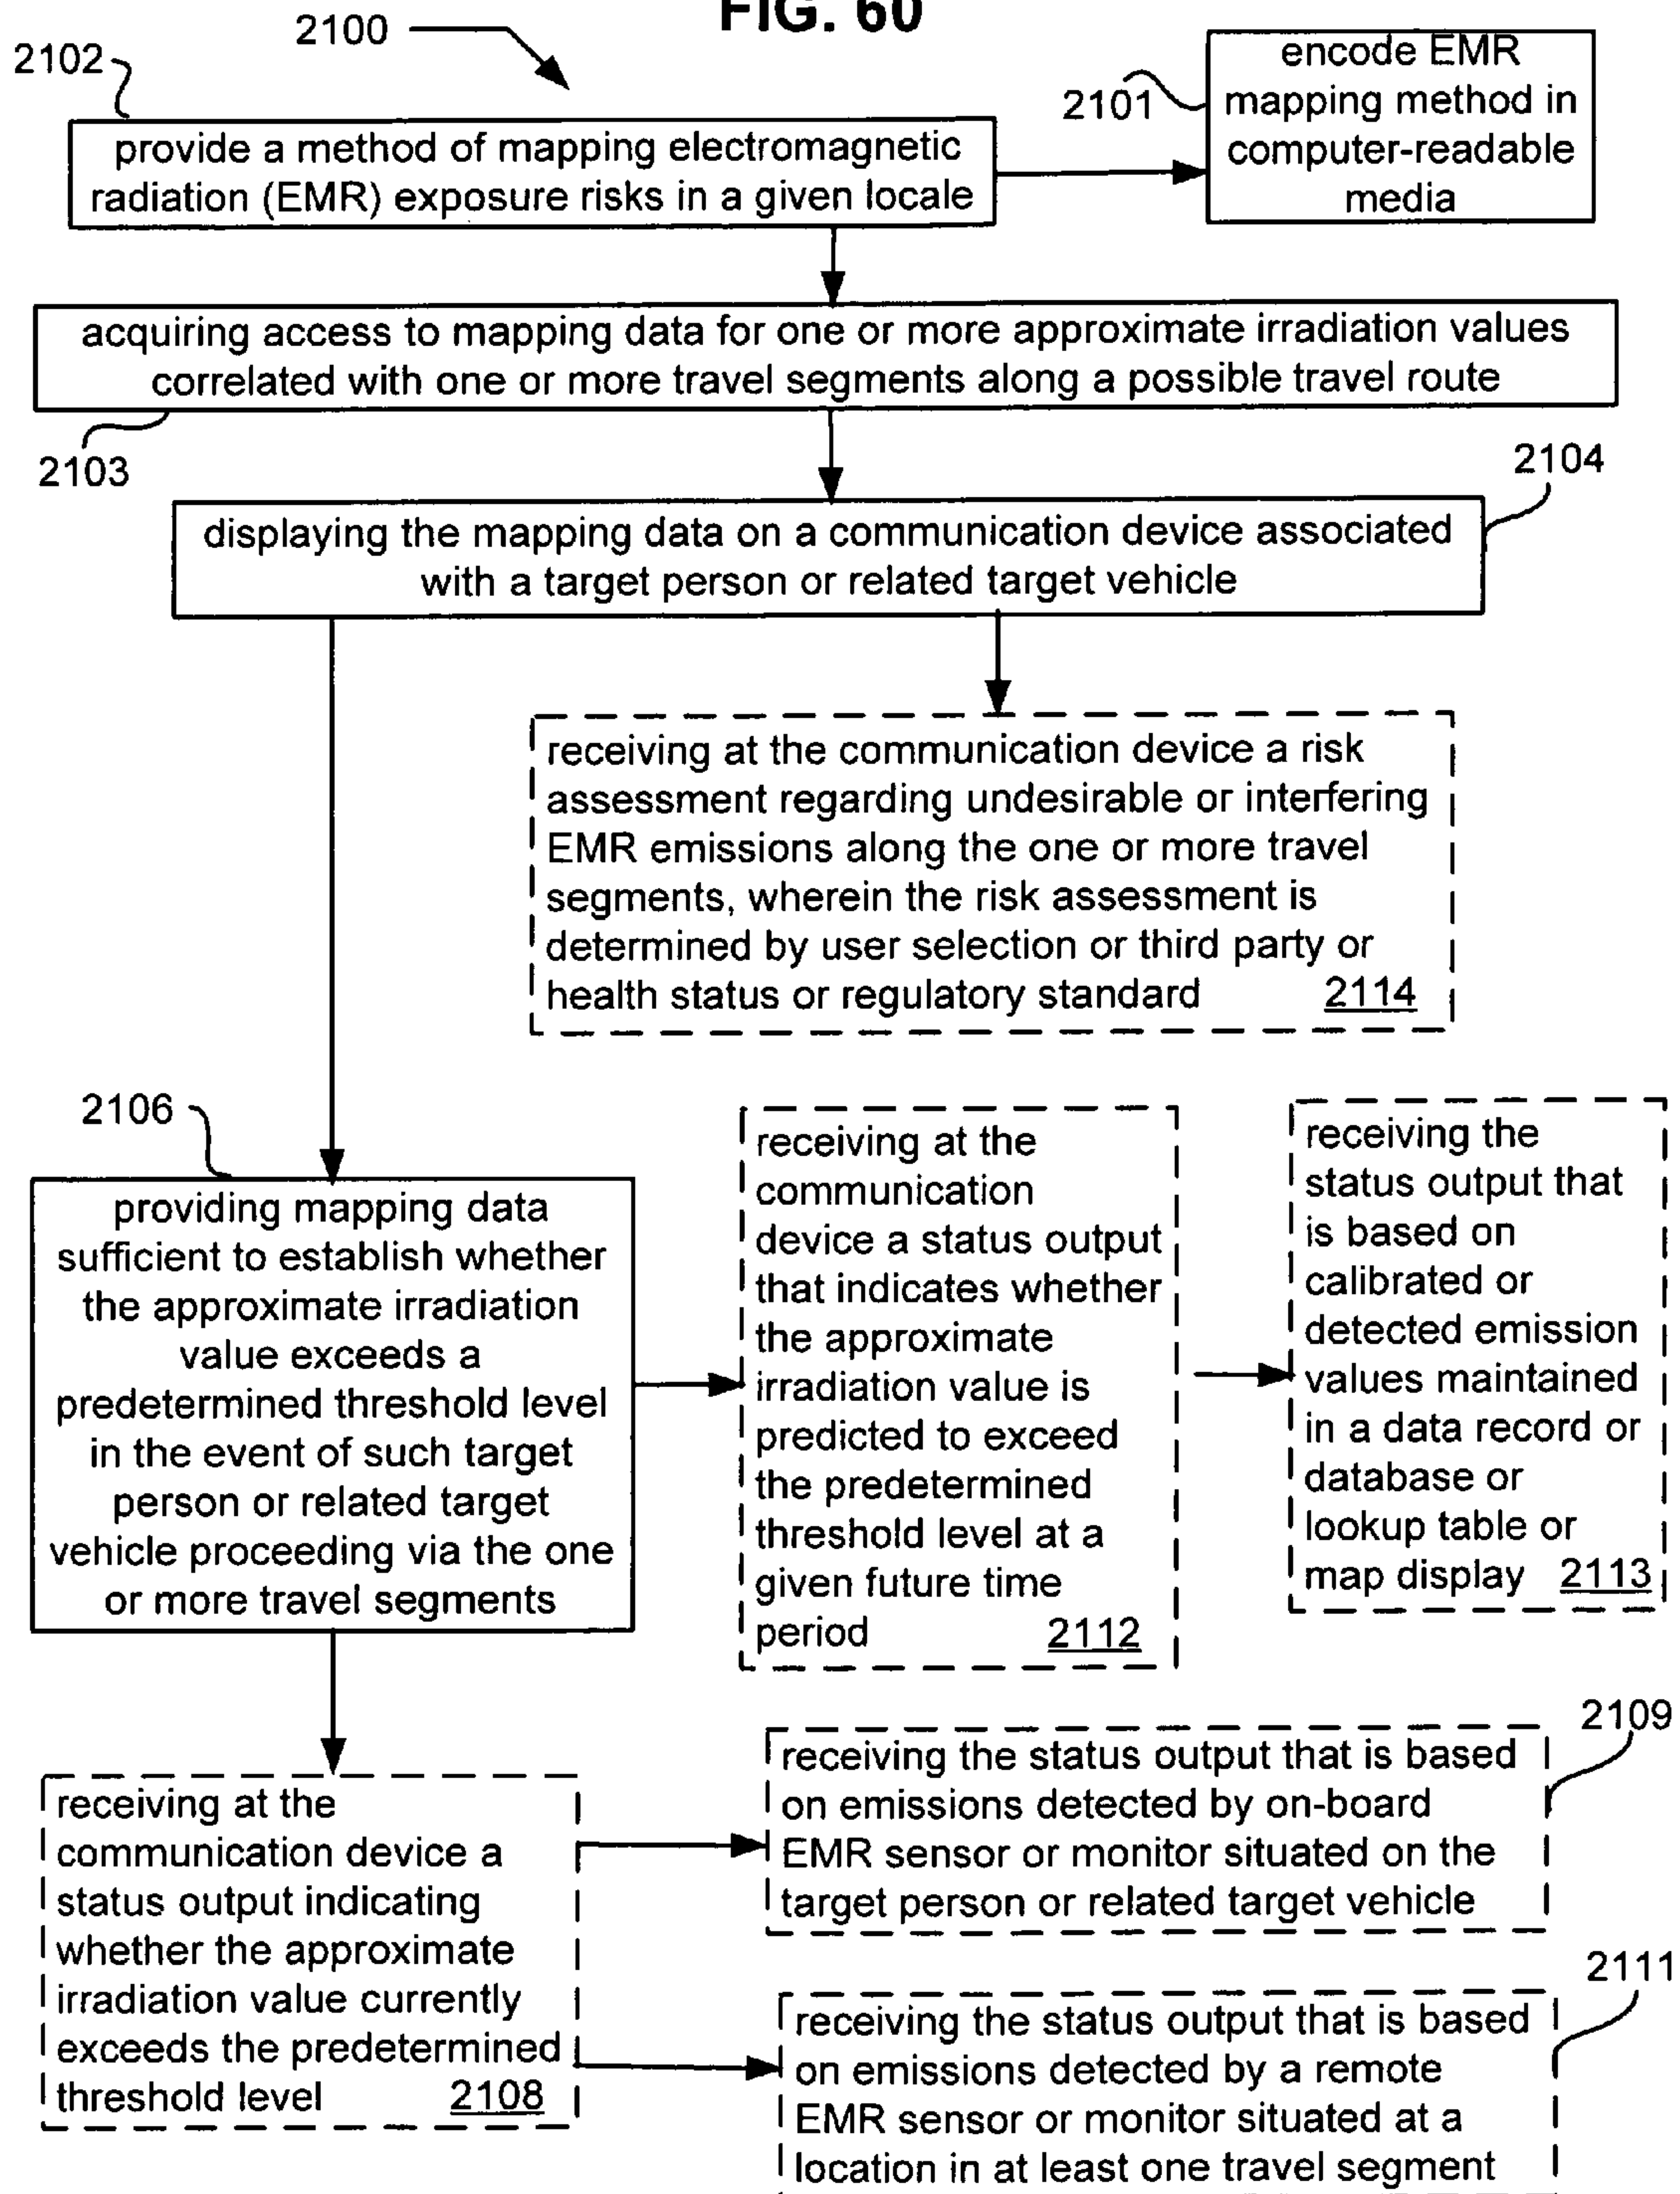 FIG. 60
2100
2102
provide a method of mapping electromagnetic
radiation (EMR) exposure risks in a given locale
2101
encode EMR
mapping method in
computer-readable
media
acquiring access to mapping data for one or more approximate irradiation values
correlated with one or more travel segments along a possible travel route
2103
2104
displaying the mapping data on a communication device associated
with a target person or related target vehicle
receiving at the communication device a risk
assessment regarding undesirable or interfering
EMR emissions along the one or more travel
segments, wherein the risk assessment is
determined by user selection or third party or
health status or regulatory standard 2114
2106
providing mapping data
sufficient to establish whether
the approximate irradiation
value exceeds a
predetermined threshold level
in the event of such target
person or related target
vehicle proceeding via the one
or more travel segments
receiving at the
communication
device a status output
that indicates whether
the approximate
irradiation value is
predicted to exceed
the predetermined
threshold level at a
given future time
period 2112
receiving the
status output that
is based on
calibrated or
detected emission
values maintained
in a data record or
database or
lookup table or
map display 2113
receiving at the
communication device a
status output indicating
whether the approximate
irradiation value currently
exceeds the predetermined
threshold level 2108
2109
receiving the status output that is based
on emissions detected by on-board
EMR sensor or monitor situated on the
target person or related target vehicle
2111
receiving the status output that is based
on emissions detected by a remote
EMR sensor or monitor situated at a
location in at least one travel segment